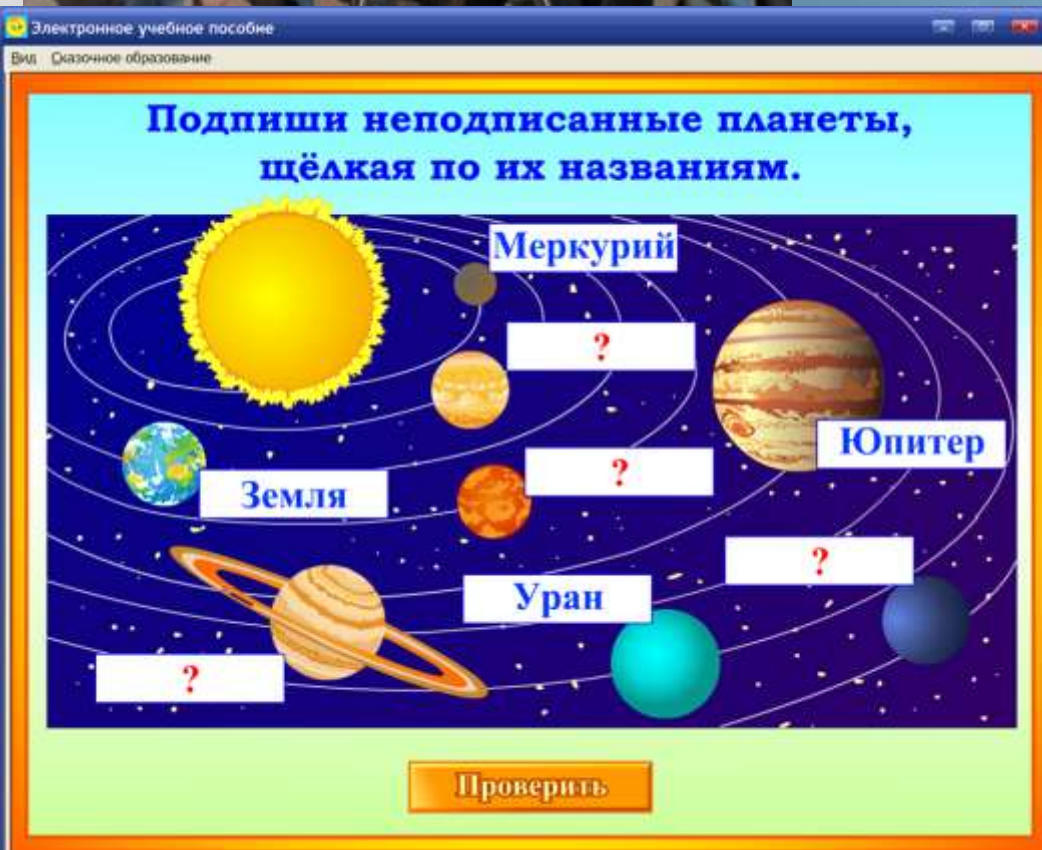 Электронное учебное пособие
Вид Сказочное образование
Подпиши неподписанные планеты,
щёлкая по их названиям.
Меркурий
?
Юпитер
?
Земля
?
Уран
?
Проверить